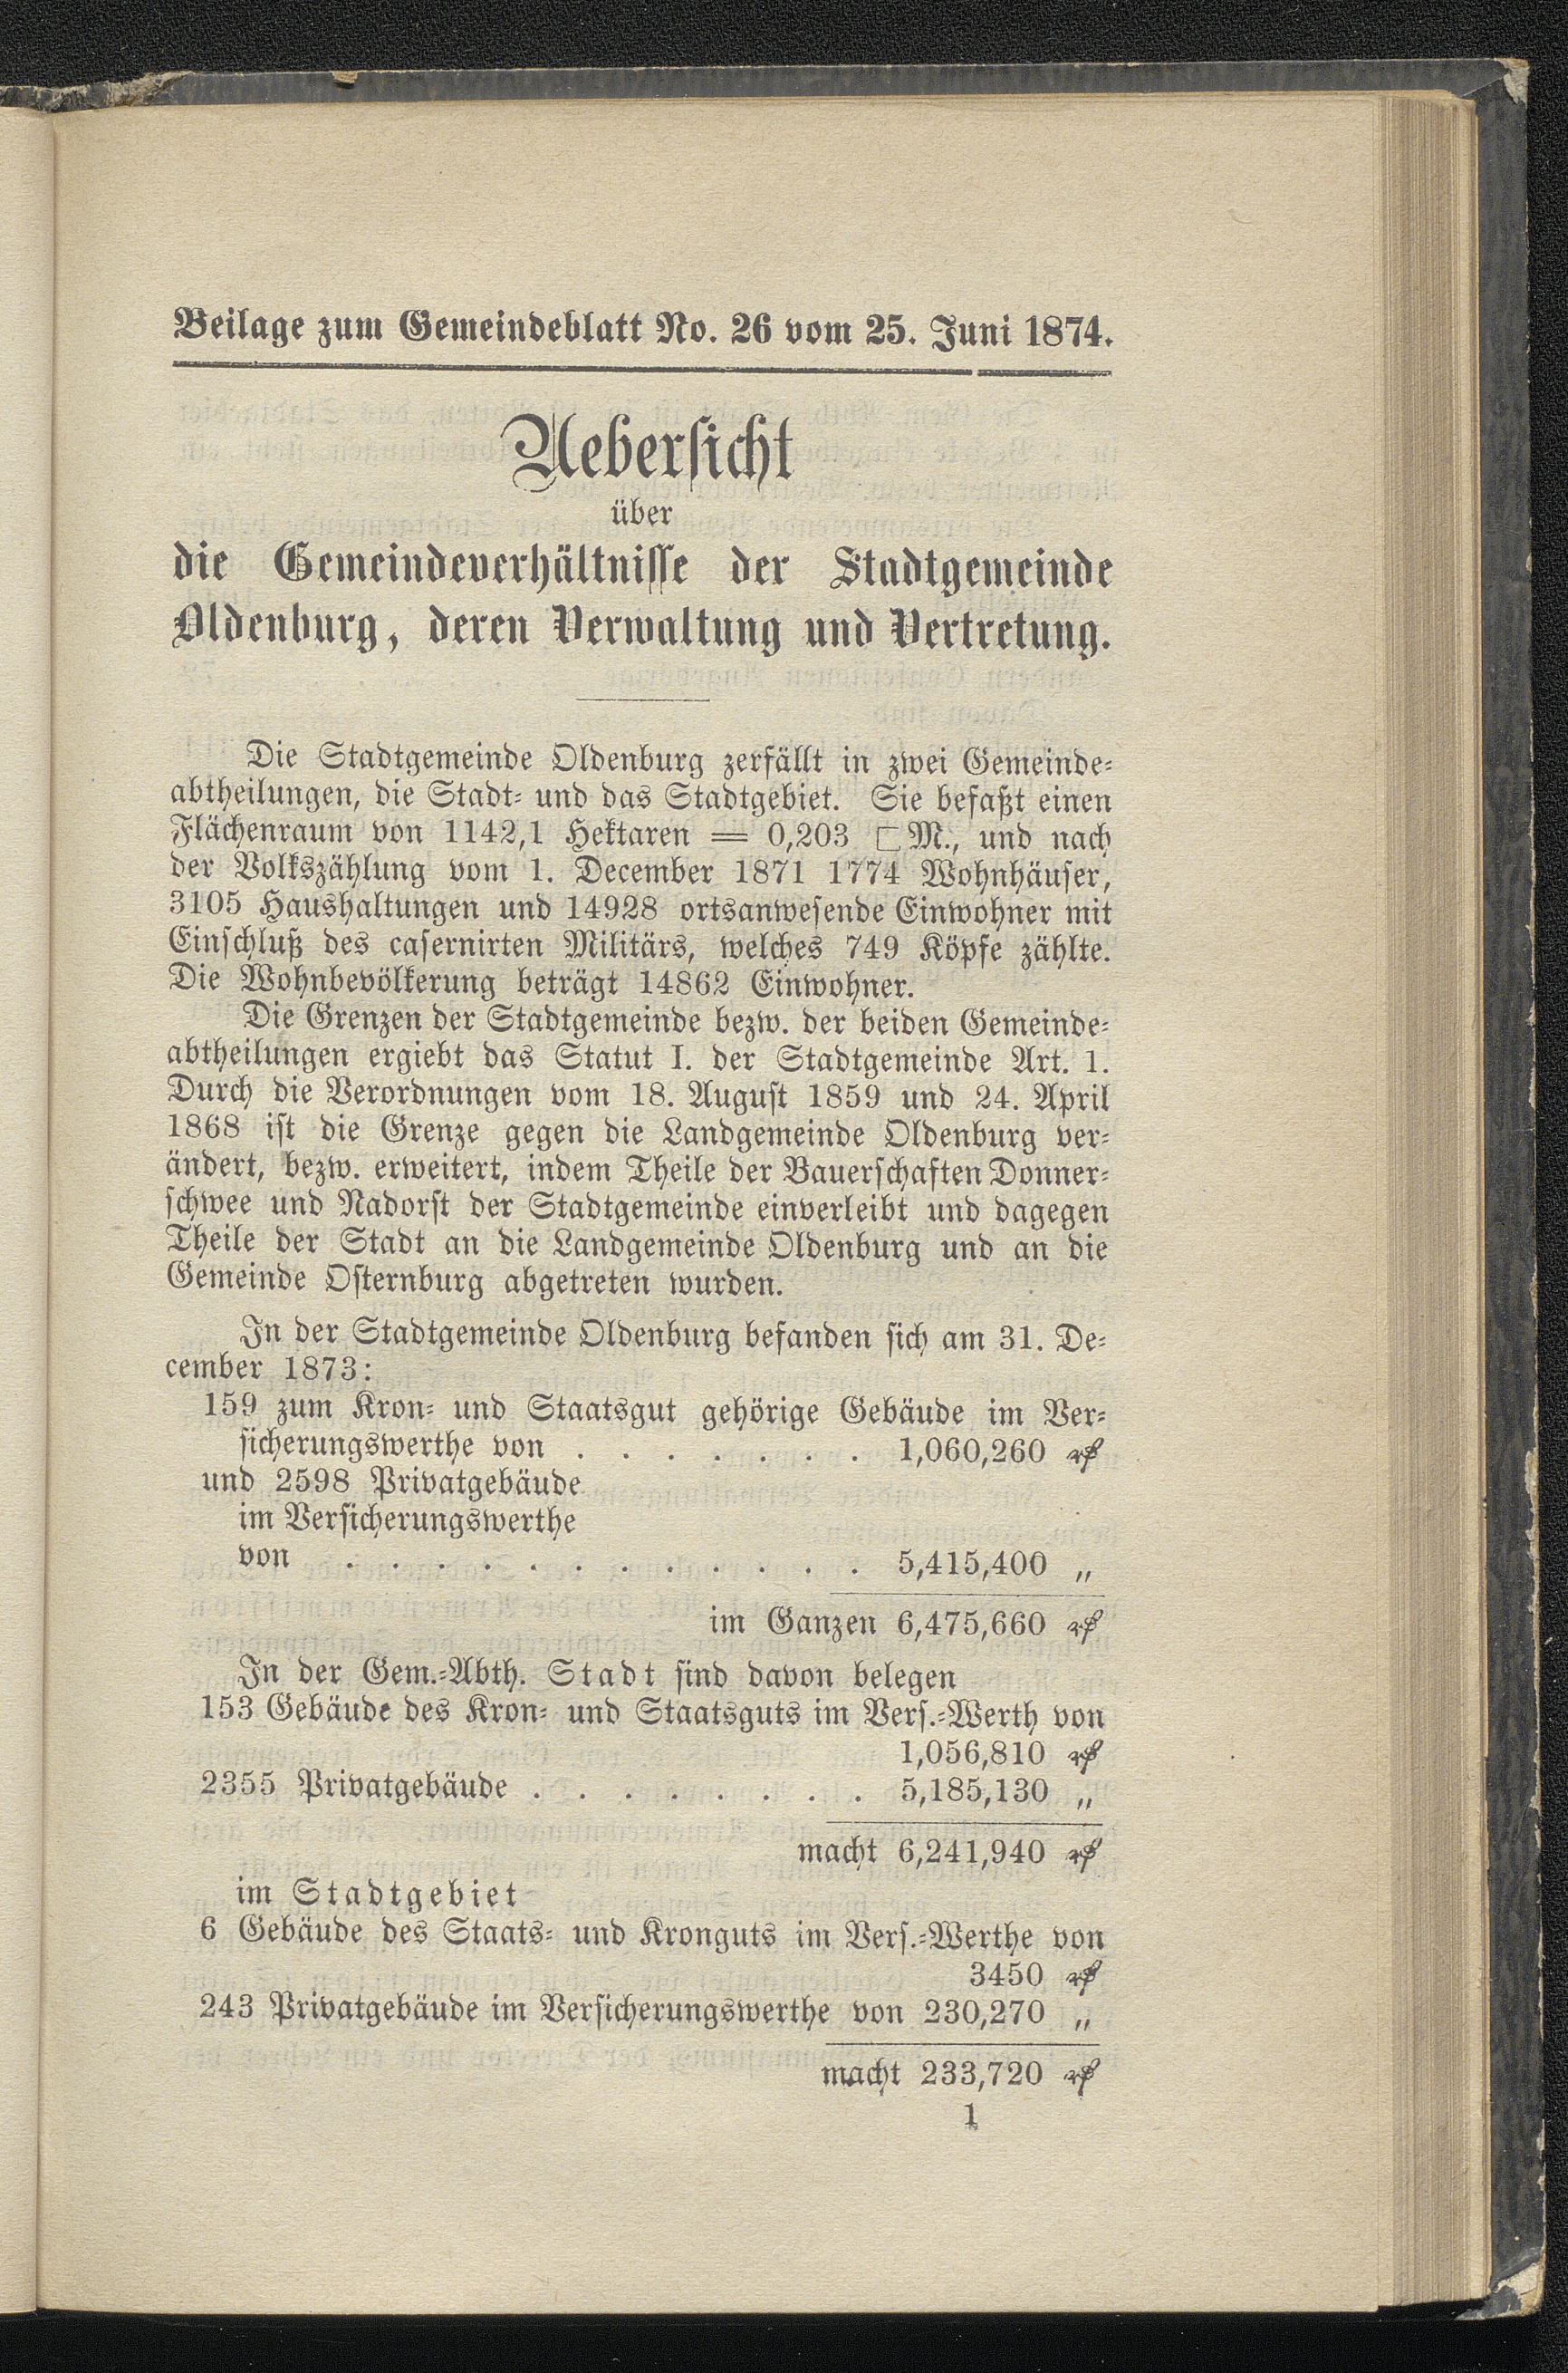 Beilage zum Gemeindeblatt No. 26 vom 25. Juni 1874.
Uebersicht
über
die Gemeindeverhältnisse der Stadtgemeinde
Oldenburg, deren Verwaltung und Vertretung.
Die Stadtgemeinde Oldenburg zerfällt in zwei Gemeinde-
abtheilungen, die Stadt- und das Stadtgebiet. Sie befaßt einen
Flächenraum von 1142,1 Hektaren = 0,203 □M., und nach
der Volkszählung vom 1. December 1871 1774 Wohnhäuser,
3105 Haushaltungen und 14928 ortsanwesende Einwohner mit
Einschluß des casernirten Militärs, welches 749 Köpfe zählte.
Die Wohnbevölkerung beträgt 14862 Einwohner.
Die Grenzen der Stadtgemeinde bezw. der beiden Gemeinde-
abtheilungen ergiebt das Statut I. der Stadtgemeinde Art. 1.
Durch die Verordnungen vom 18. August 1859 und 24. April
1868 ist die Grenze gegen die Landgemeinde Oldenburg ver-
ändert, bezw. erweitert, indem Theile der Bauerschaften Donner-
schwee und Nadorst der Stadtgemeinde einverleibt und dagegen
Theile der Stadt an die Landgemeinde Oldenburg und an die
Gemeinde Osternburg abgetreten wurden.
In der Stadtgemeinde Oldenburg befanden sich am 31. De-
cember 1873:
159 zum Kron- und Staatsgut gehörige Gebäude im Ver-
sicherungswerthe von . . . . . . . 1,060,260 ₰
und 2598 Privatgebäude
im Versicherungswerthe
von . . . . . . . . . . . . 5,415,400 „
im Ganzen 6,475,660 ₰
In der Gem.-Abth. Stadt sind davon belegen
153 Gebäude des Kron- und Staatsguts im Vers.-Werth von
1,056,810 ₰
2355 Privatgebäude . . . . . . . . 5,185,130 „
macht 6,241,940 ₰
im Stadtgebiet
6 Gebäude des Staats- und Kronguts im Vers.-Werthe von
3450 ₰
243 Privatgebäude im Versicherungswerthe von 230,270 „
macht 233,720 ₰
1